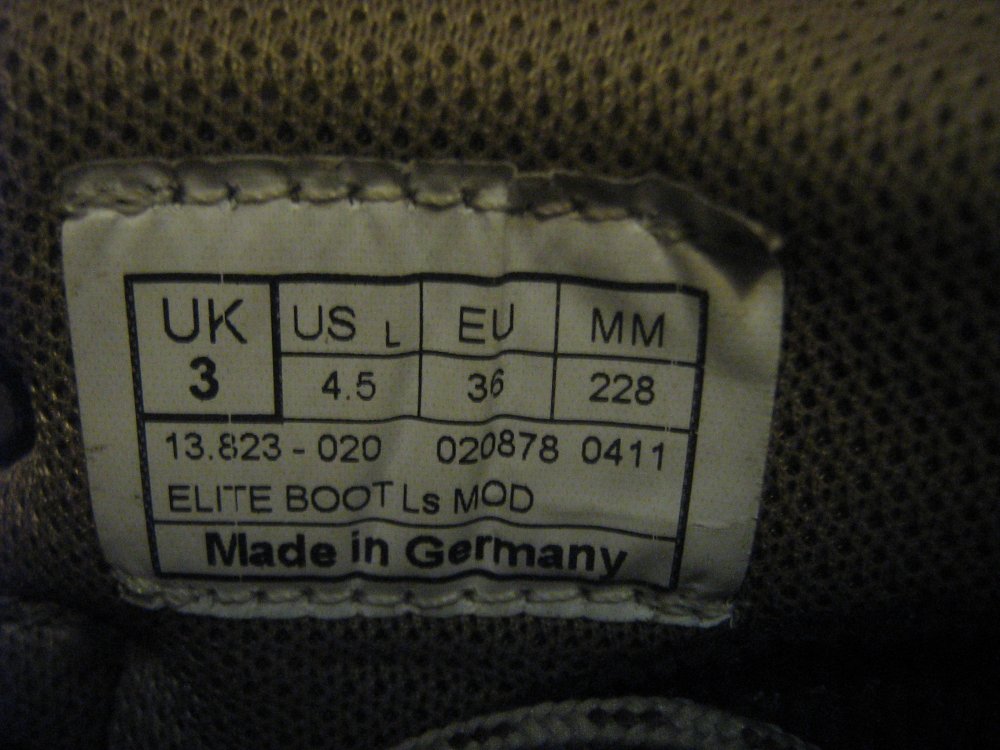 UK US L EU MM
3 4.5 36 228
13.823 - 020 020878 0411
ELITE BOOT Ls MOD
Made in Germany